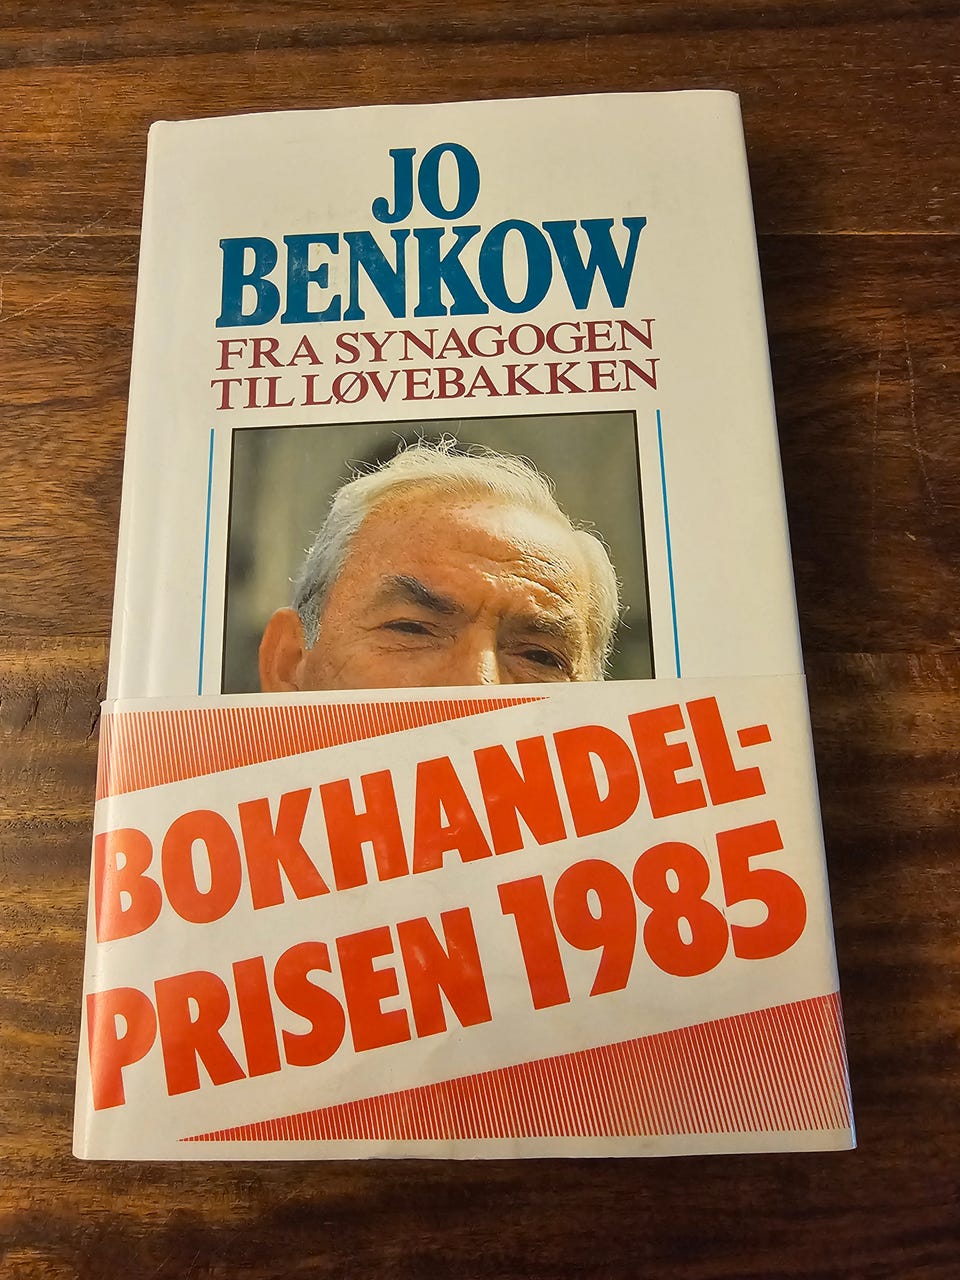 JO
BENKOW
FRA SYNAGOGEN
TIL LØVEBAKKEN
BOKHANDEL-
PRISEN 1985